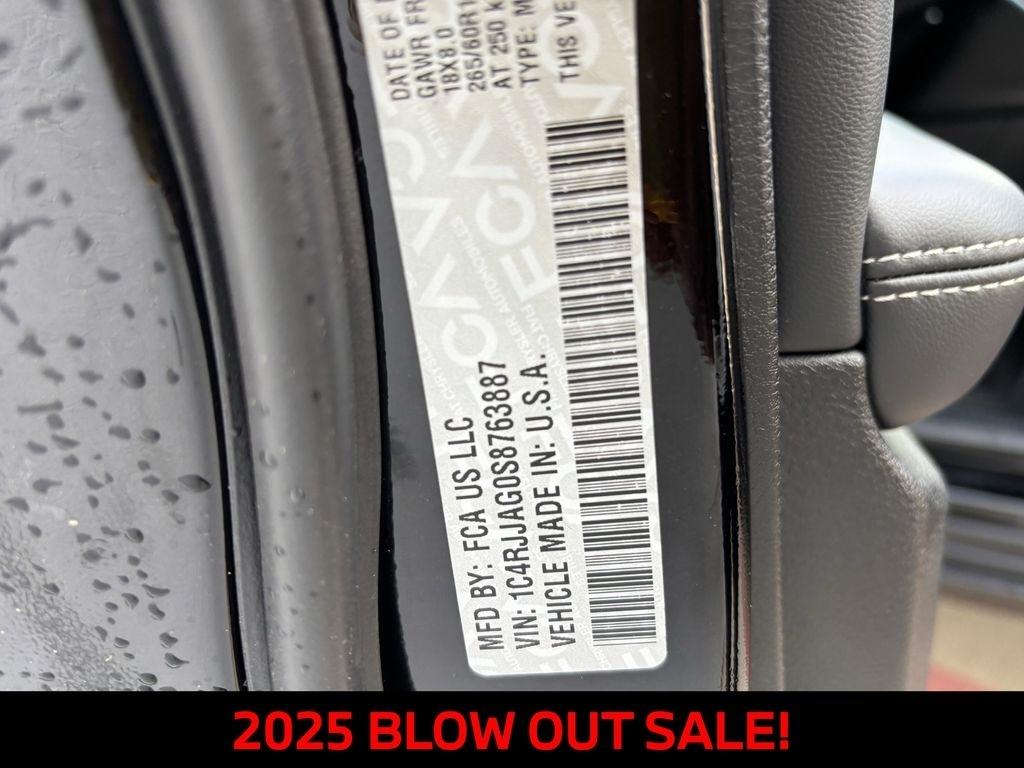 DATE OF
GAWR FR
18X8.0
265/60R1
AT 250 k
TYPE: M
THIS VE
MFD BY: FCA US LLC
VIN: 1C4RJJAG0S8763887
VEHICLE MADE IN: U.S.A.
2025 BLOW OUT SALE!